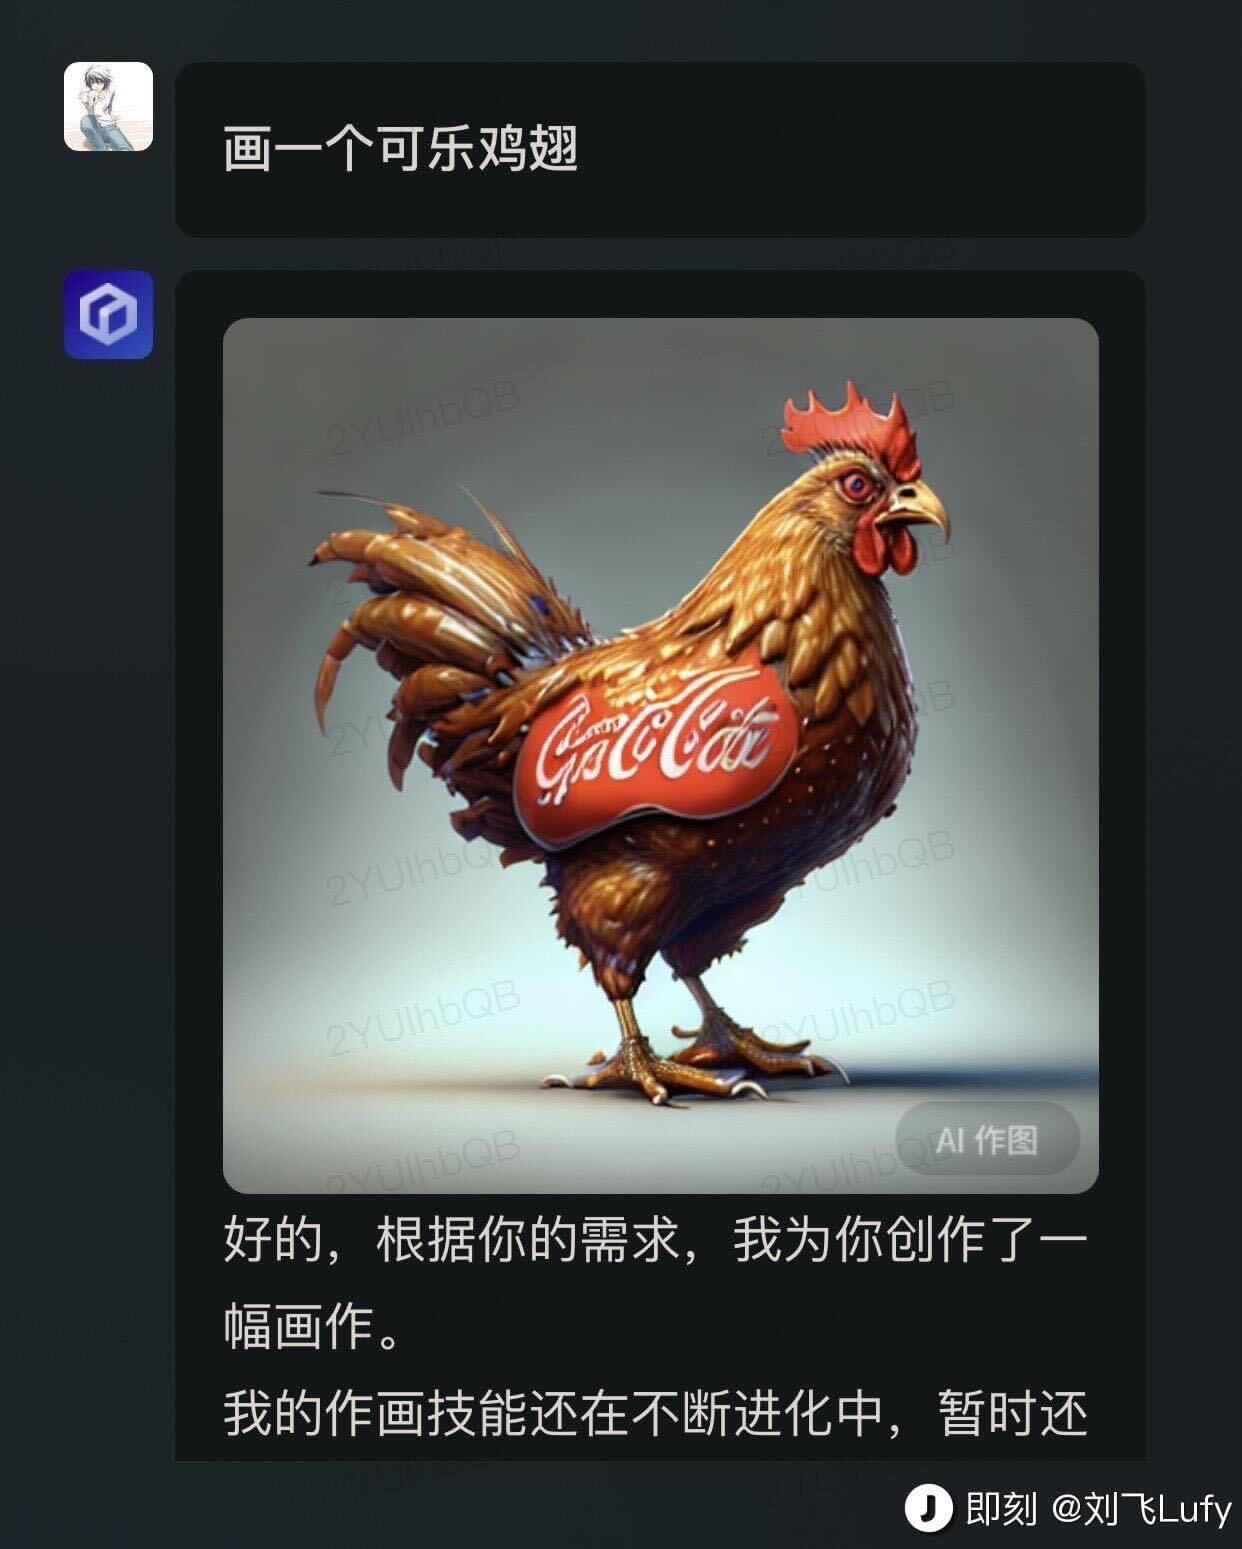 画一个可乐鸡翅
2YUIhbQB
AI 作图
好的，根据你的需求，我为你创作了一
幅画作。
我的作画技能还在不断进化中，暂时还
即刻 @刘飞Lufy